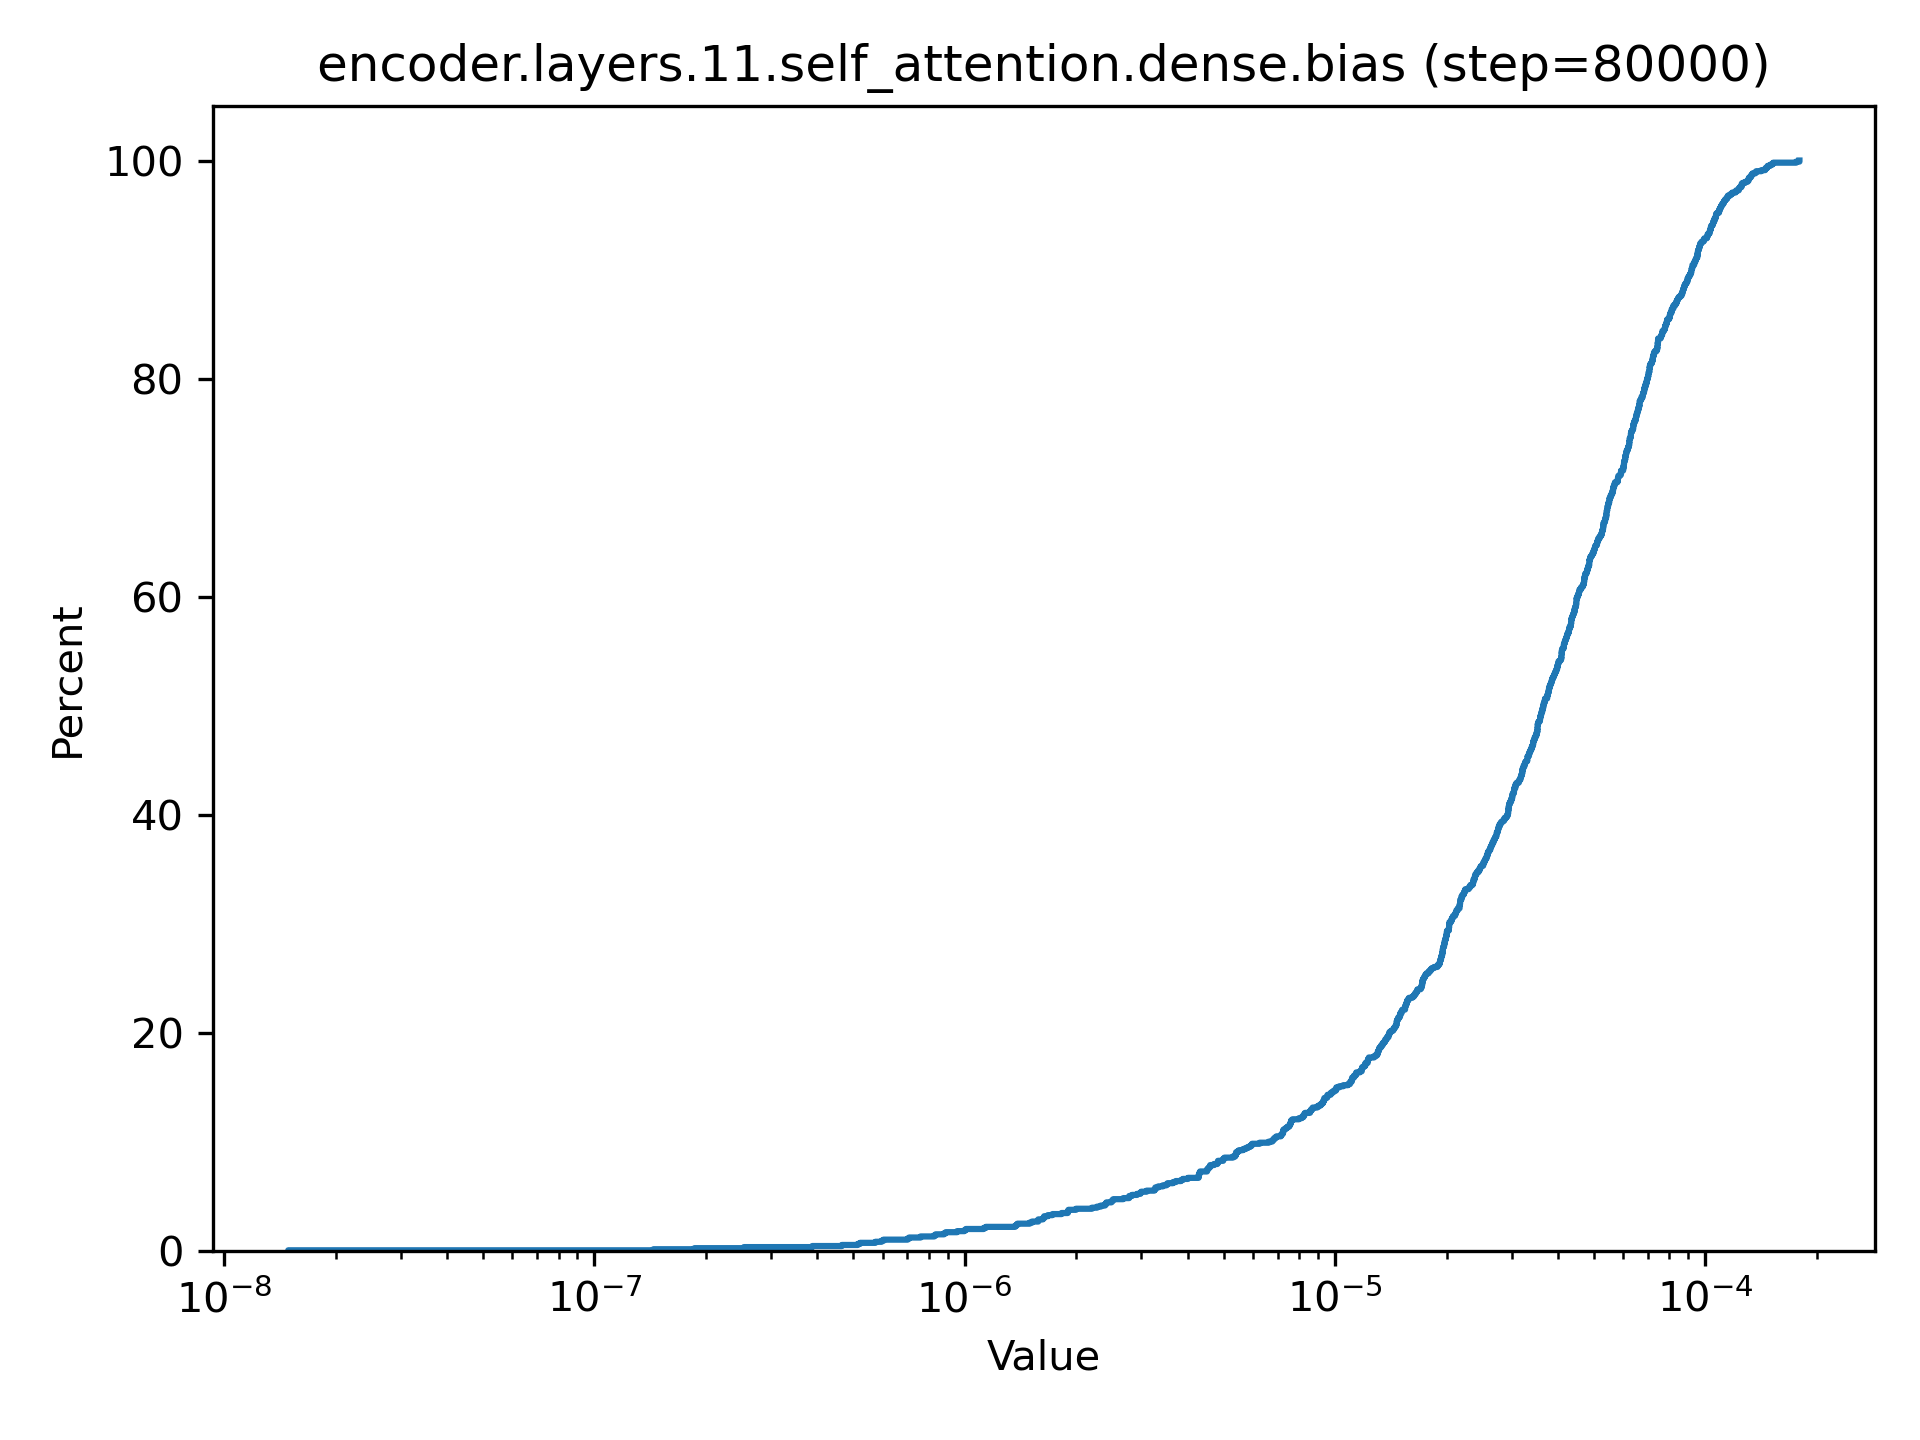 encoder.layers.11.self_attention.dense.bias (step=80000)
Percent
100
80
60
40
20
0
10⁻⁸ 10⁻⁷ 10⁻⁶ 10⁻⁵ 10⁻⁴
Value